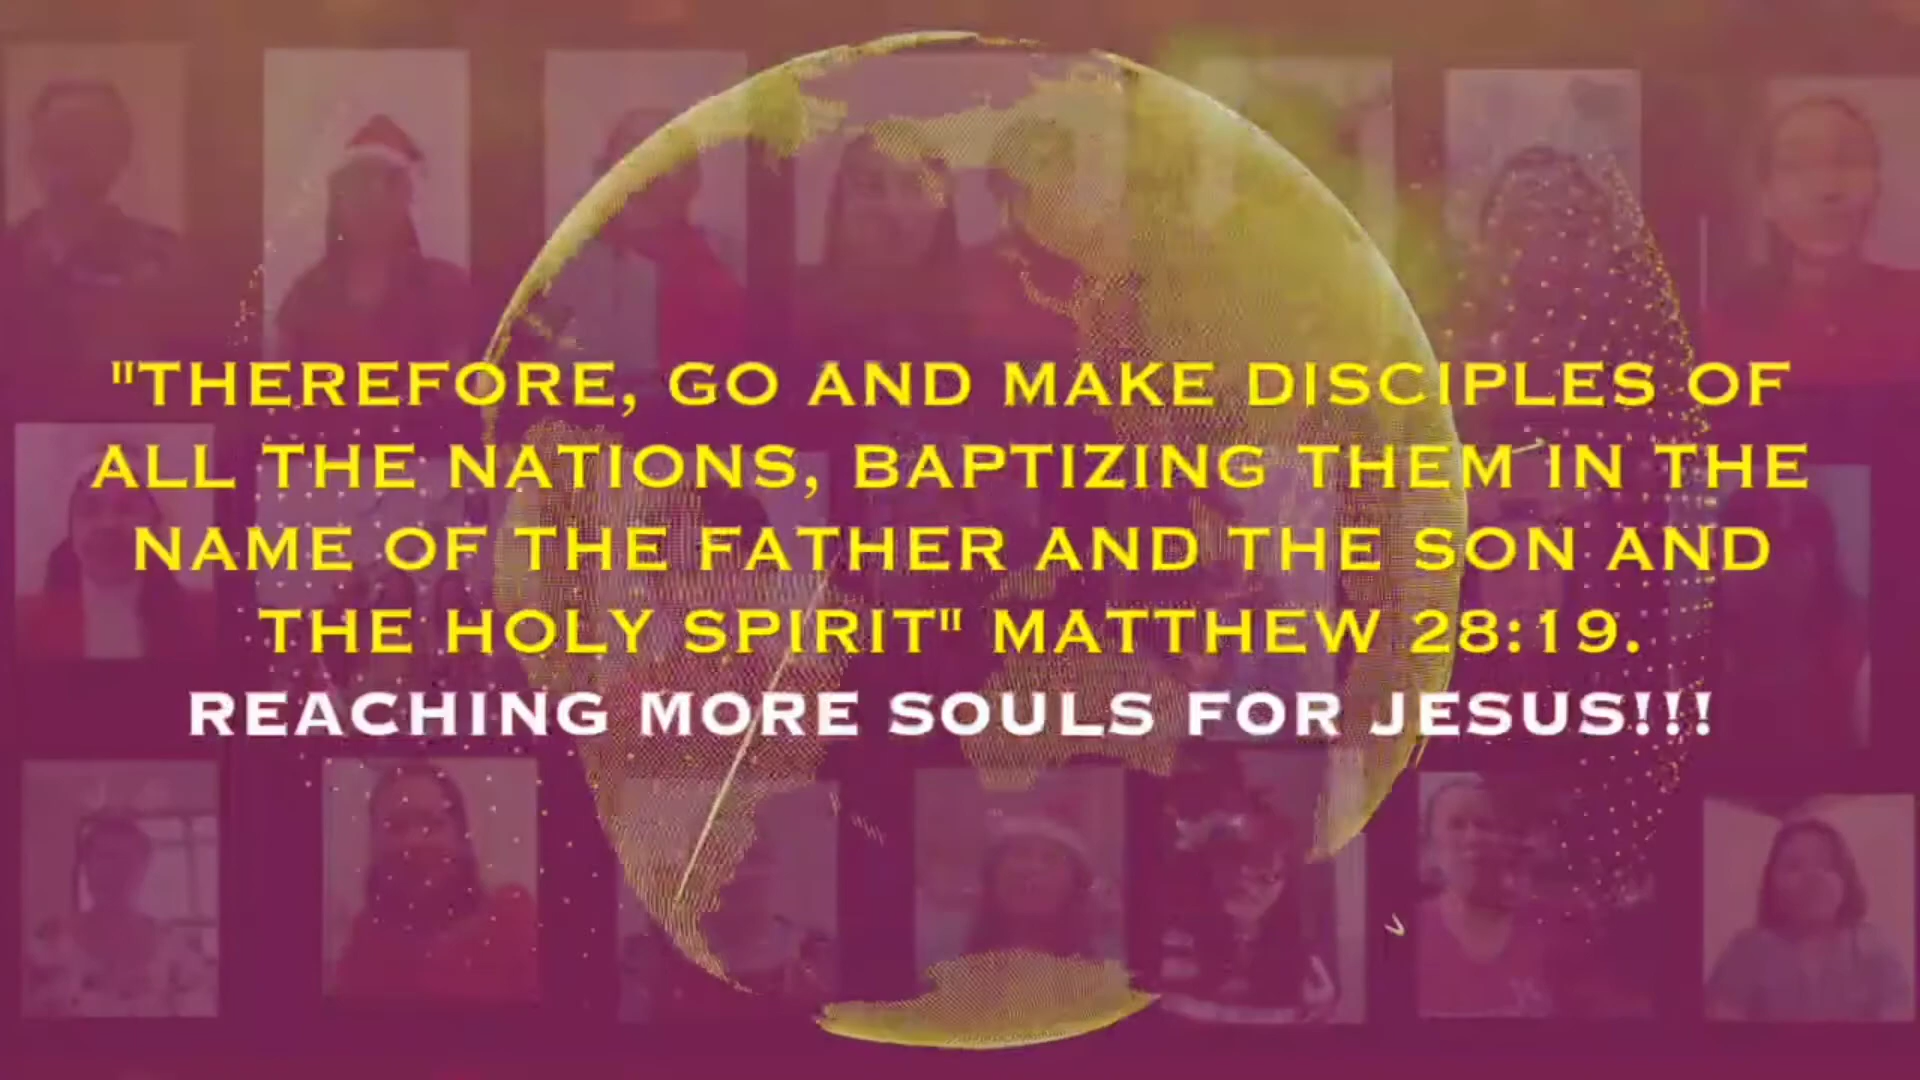 "THEREFORE, GO AND MAKE DISCIPLES OF
ALL THE NATIONS, BAPTIZING THEM IN THE
NAME OF THE FATHER AND THE SON AND
THE HOLY SPIRIT" MATTHEW 28:19.
REACHING MORE SOULS FOR JESUS!!!